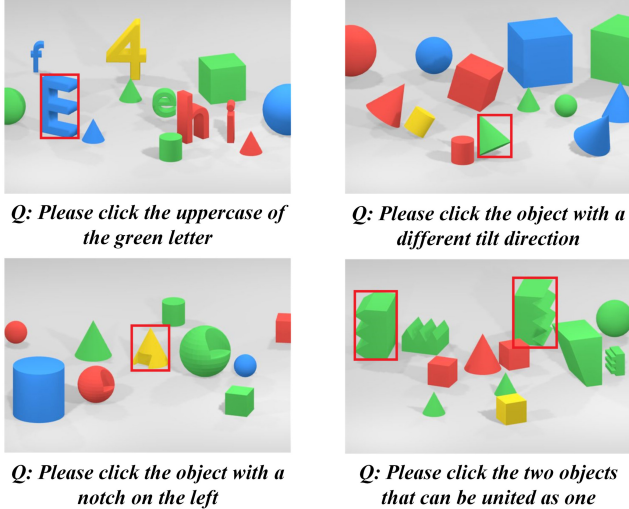 f
4
E
e
h
i
Q: Please click the uppercase of
the green letter
Q: Please click the object with a
different tilt direction
Q: Please click the object with a
notch on the left
Q: Please click the two objects
that can be united as one